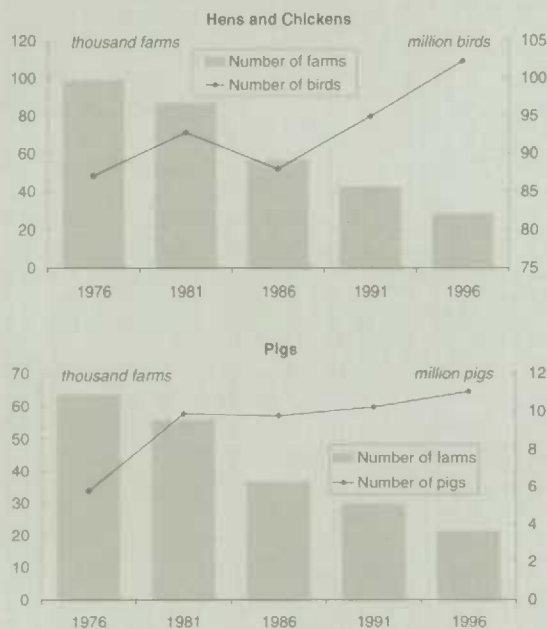 Hens and Chickens
120 thousand farms million birds 105
Number of farms
Number of birds
100 100
80 95
60 90
40 85
20 80
0 75
1976 1981 1986 1991 1996
Pigs
70 thousand farms million pigs 12
60 10
50 8
Number of farms
Number of pigs
40 6
30
20 4
10 2
0 0
1976 1981 1986 1991 1996